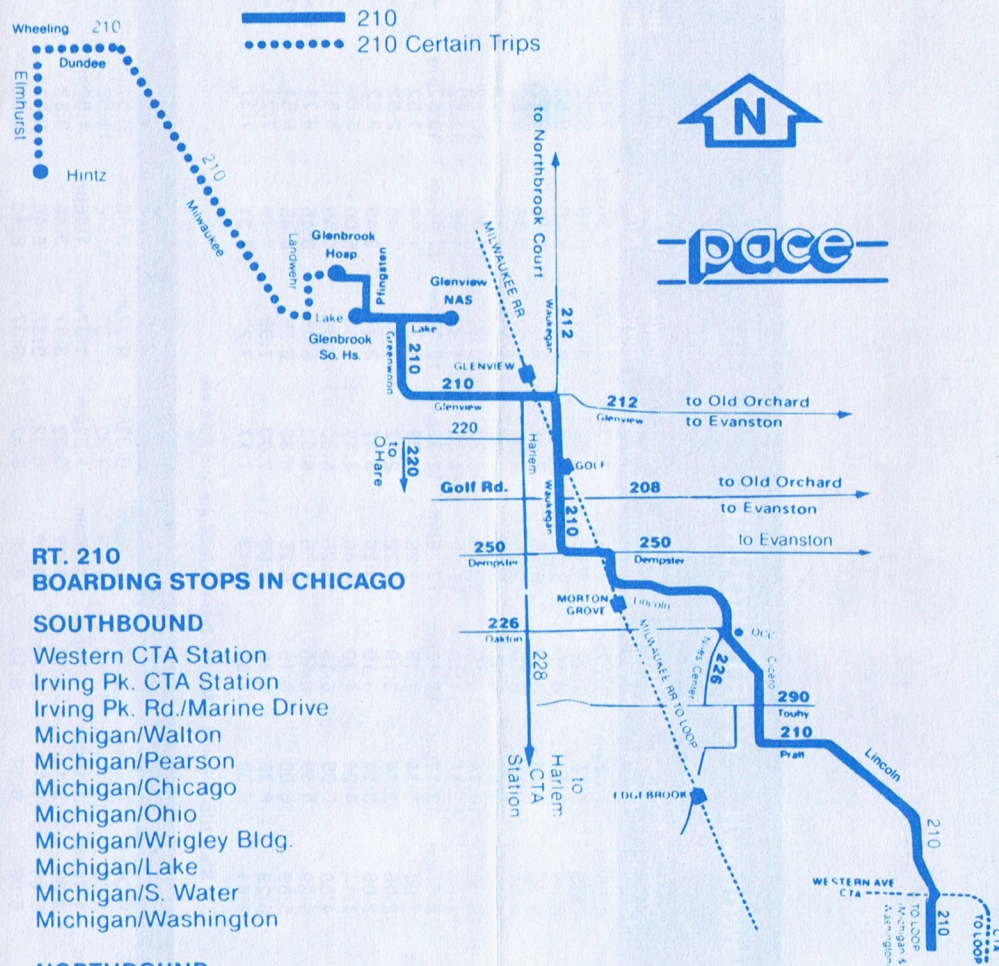 210
210 Certain Trips
Wheeling 210
Dundee
Elmhurst
Hintz
210
Milwaukee
N
pace
to Northbrook Court
MILWAUKEE RR
Waukegan
212
Landwehr
Glenbrook
Hosp.
Pfingsten
Glenview
NAS
Lake
Lake
Glenbrook
So. Hs.
Greenwood
210
GLENVIEW
210
Glenview
212
Glenview
to Old Orchard
to Evanston
220
220
to
O'Hare
Harlem
GOLF
Golf Rd.
208
to Old Orchard
to Evanston
Waukegan
210
250
Dempster
250
Dempster
to Evanston
RT. 210
BOARDING STOPS IN CHICAGO
SOUTHBOUND
Western CTA Station
Irving Pk. CTA Station
Irving Pk. Rd./Marine Drive
Michigan/Walton
Michigan/Pearson
Michigan/Chicago
Michigan/Ohio
Michigan/Wrigley Bldg.
Michigan/Lake
Michigan/S. Water
Michigan/Washington
NORTHBOUND
MORTON
GROVE
Lincoln
226
Oakton
228
OCC
Niles Center
226
Cicero
MILWAUKEE RR TO LOOP
290
Touhy
210
Pratt
Lincoln
to
Harlem
CTA
Station
EDGEBROOK
210
WESTERN AVE
CTA
210
TO LOOP
Michigan &
Washington
TO LOOP